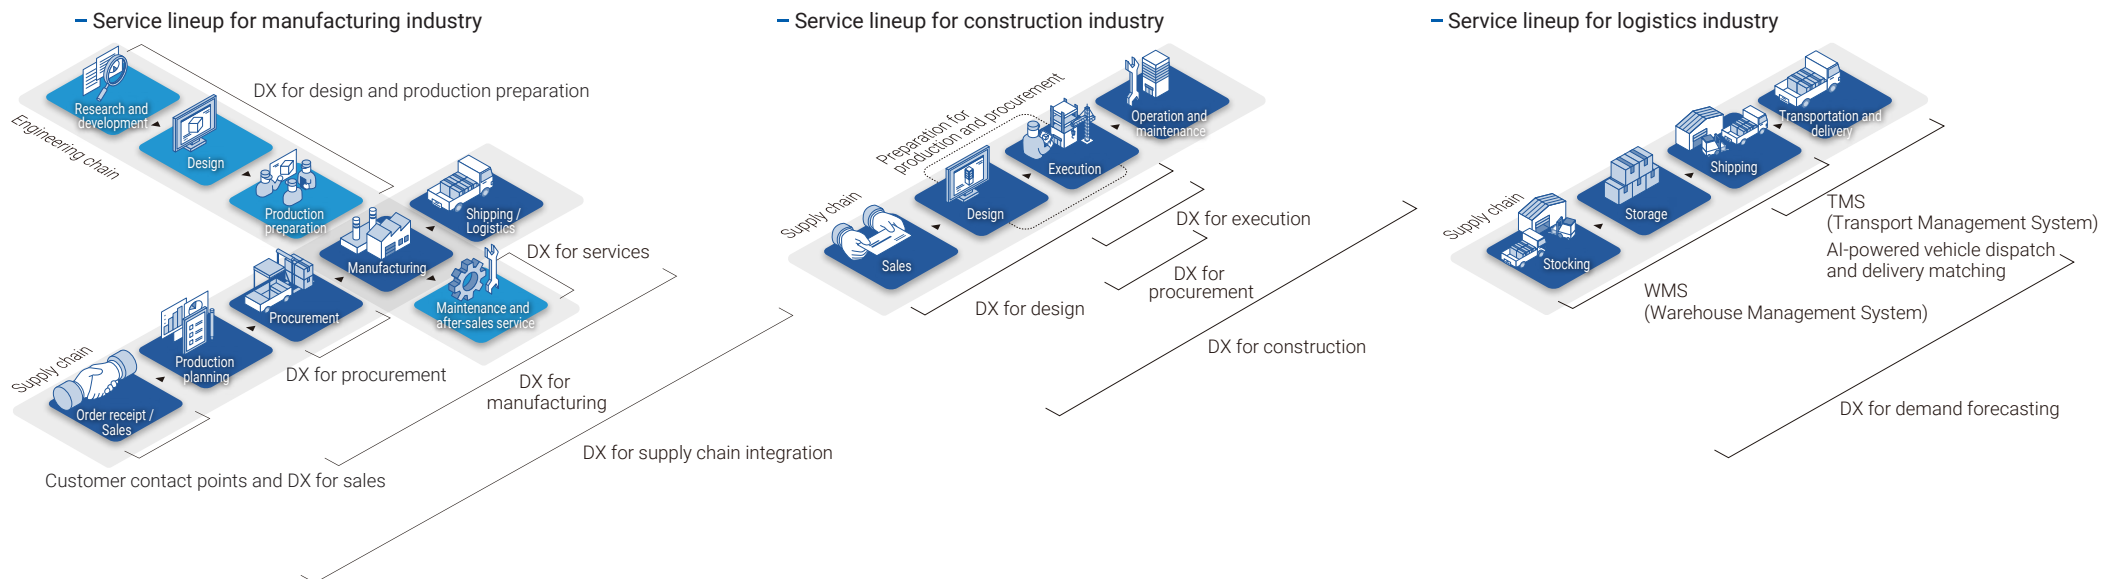 Service lineup for manufacturing industry
Research and
development
Engineering chain
Design
Production
preparation
DX for design and production preparation
Shipping /
Logistics
Manufacturing
DX for services
Maintenance and
after-sales service
Procurement
Production
planning
Supply chain
Order receipt /
Sales
DX for procurement
DX for
manufacturing
DX for supply chain integration
Customer contact points and DX for sales
Service lineup for construction industry
Preparation for
production and procurement
Operation and
maintenance
Execution
Design
Supply chain
Sales
DX for execution
DX for
procurement
DX for design
DX for construction
Service lineup for logistics industry
Transportation and
delivery
Shipping
Storage
Supply chain
Stocking
TMS
(Transport Management System)
AI-powered vehicle dispatch
and delivery matching
WMS
(Warehouse Management System)
DX for demand forecasting